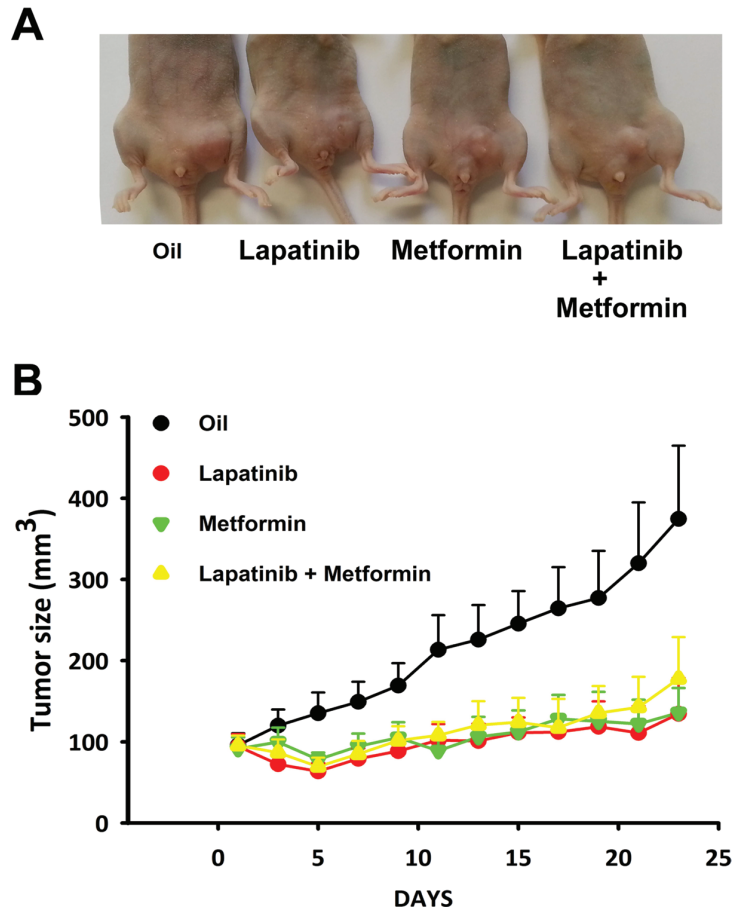 A
Oil
Lapatinib
Metformin
Lapatinib
+
Metformin
B
500
400
300
200
100
0
Tumor size (mm³)
Oil
Lapatinib
Metformin
Lapatinib + Metformin
0 5 10 15 20 25
DAYS